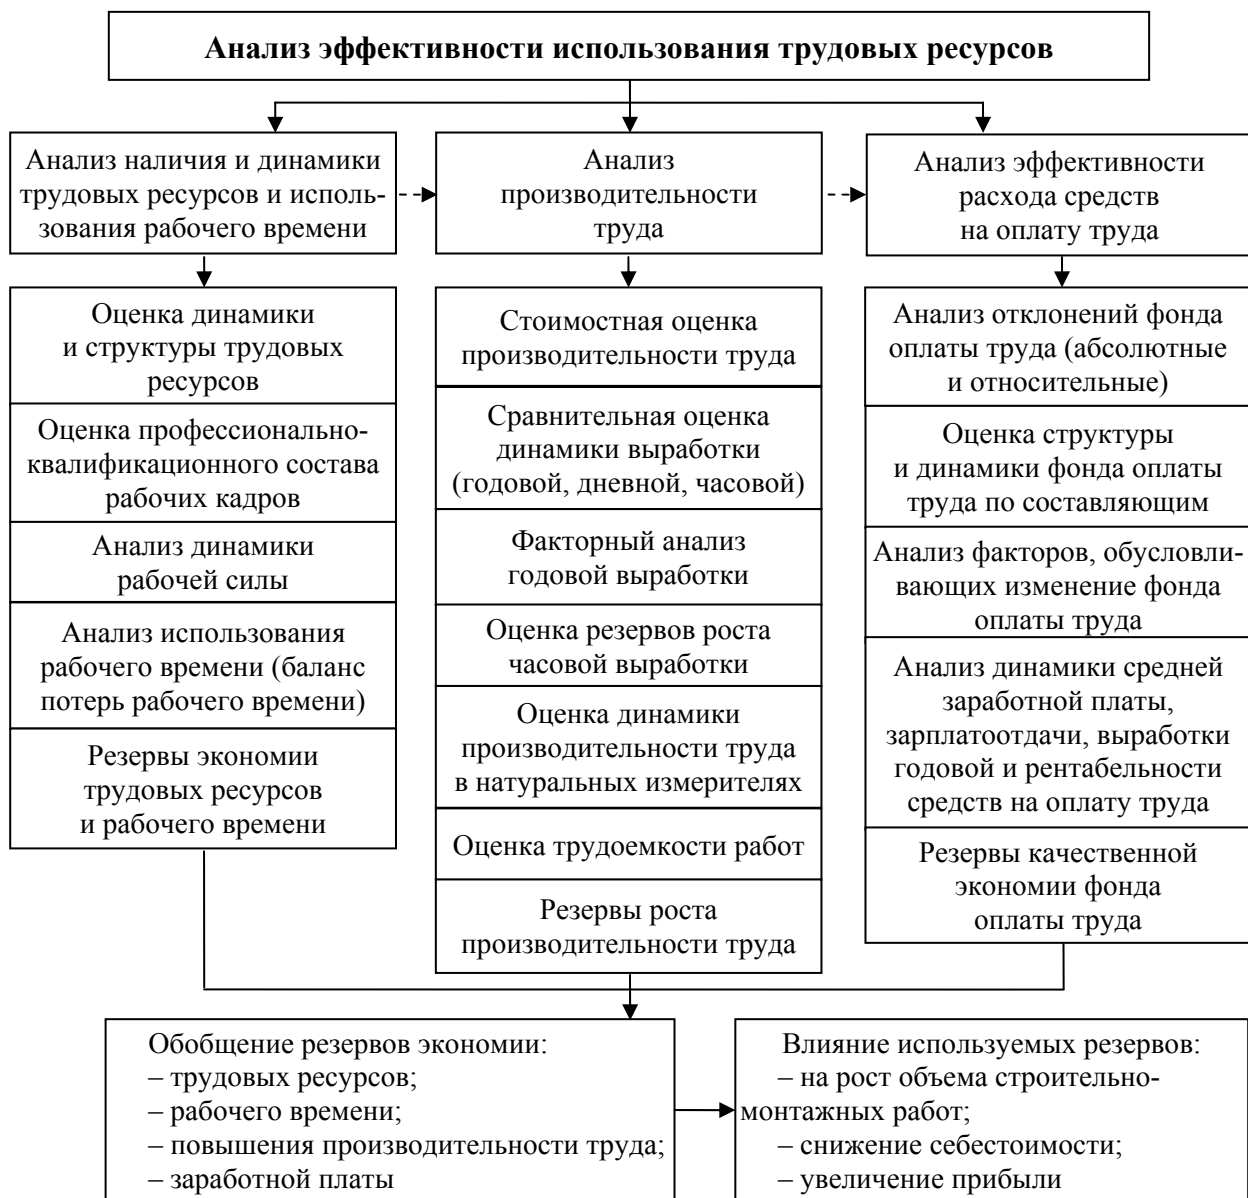 Анализ эффективности использования трудовых ресурсов
Анализ наличия и динамики
трудовых ресурсов и исполь-
зования рабочего времени
Анализ
производительности
труда
Анализ эффективности
расхода средств
на оплату труда
Оценка динамики
и структуры трудовых
ресурсов
Оценка профессионально-
квалификационного состава
рабочих кадров
Анализ динамики
рабочей силы
Анализ использования
рабочего времени (баланс
потерь рабочего времени)
Резервы экономии
трудовых ресурсов
и рабочего времени
Стоимостная оценка
производительности труда
Сравнительная оценка
динамики выработки
(годовой, дневной, часовой)
Факторный анализ
годовой выработки
Оценка резервов роста
часовой выработки
Оценка динамики
производительности труда
в натуральных измерителях
Оценка трудоемкости работ
Резервы роста
производительности труда
Анализ отклонений фонда
оплаты труда (абсолютные
и относительные)
Оценка структуры
и динамики фонда оплаты
труда по составляющим
Анализ факторов, обусловли-
вающих изменение фонда
оплаты труда
Анализ динамики средней
заработной платы,
зарплатоотдачи, выработки
годовой и рентабельности
средств на оплату труда
Резервы качественной
экономии фонда
оплаты труда
Обобщение резервов экономии:
– трудовых ресурсов;
– рабочего времени;
– повышения производительности труда;
– заработной платы
Влияние используемых резервов:
– на рост объема строительно-
монтажных работ;
– снижение себестоимости;
– увеличение прибыли